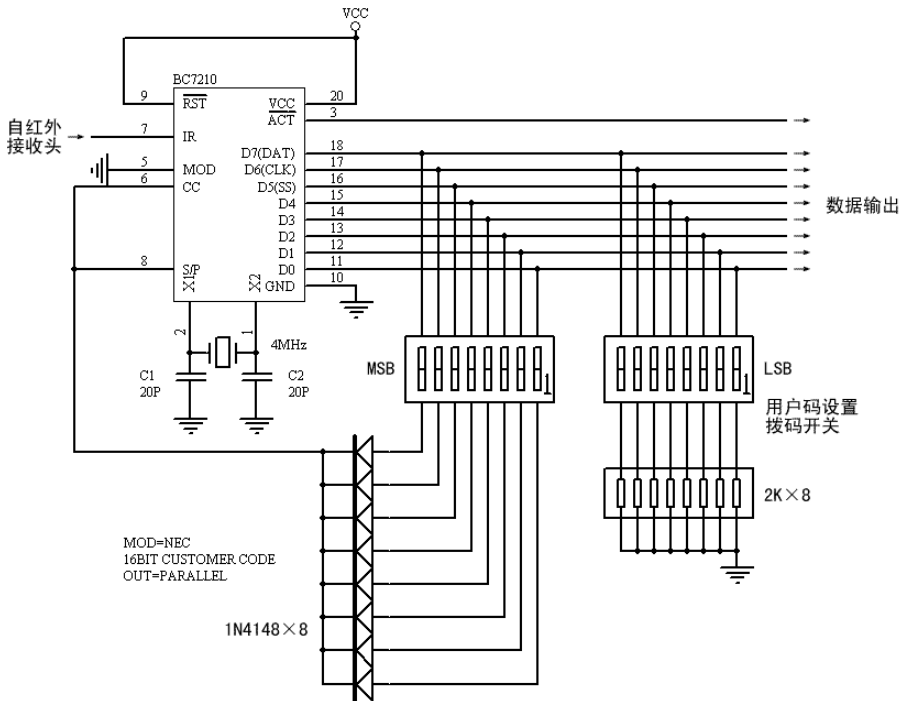 VCC
BC7210
9
RST
VCC
20
ACT
3
自红外
接收头
7
IR
D7(DAT)
18
5
MOD
D6(CLK)
17
6
CC
D5(SS)
16
D4
15
D3
14
D2
13
D1
12
8
S/P
D0
11
GND
10
X1
X2
2
1
数据输出
4MHz
C1
20P
C2
20P
MSB
1
1
LSB
用户码设置
拨码开关
2K×8
MOD=NEC
16BIT CUSTOMER CODE
OUT=PARALLEL
1N4148×8